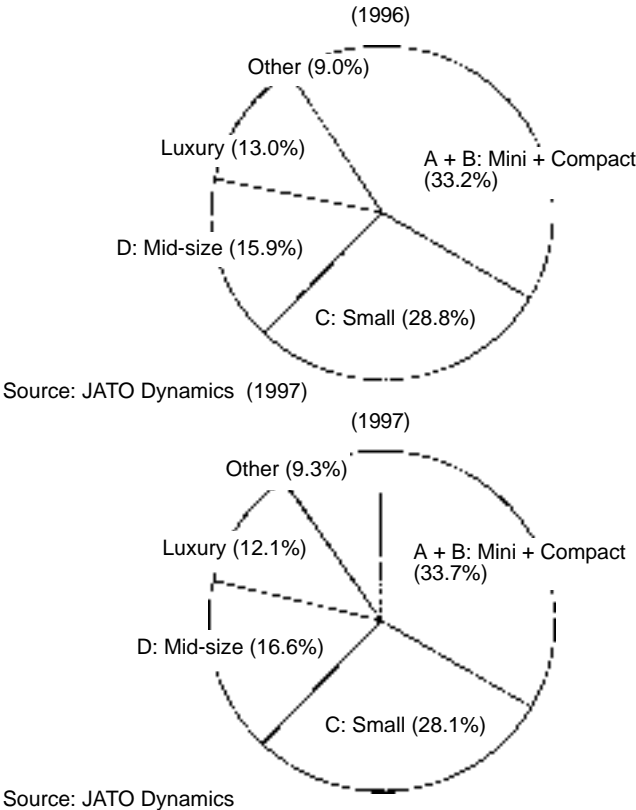 (1996)
Other (9.0%)
Luxury (13.0%)
A + B: Mini + Compact
(33.2%)
D: Mid-size (15.9%)
C: Small (28.8%)
Source: JATO Dynamics (1997)
(1997)
Other (9.3%)
Luxury (12.1%)
A + B: Mini + Compact
(33.7%)
D: Mid-size (16.6%)
C: Small (28.1%)
Source: JATO Dynamics